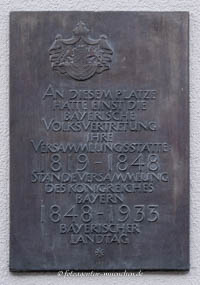 AN DIESEM PLATZE
HATTE EINST DIE
BAYERISCHE
VOLKSVERTRETUNG
IHRE
VERSAMMLUNGSSTÄTTE
1819-1848
STÄNDEVERSAMMLUNG
DES KÖNIGREICHES
BAYERN
1848-1933
BAYERISCHER
LANDTAG
© fotocenter-muenchen.de